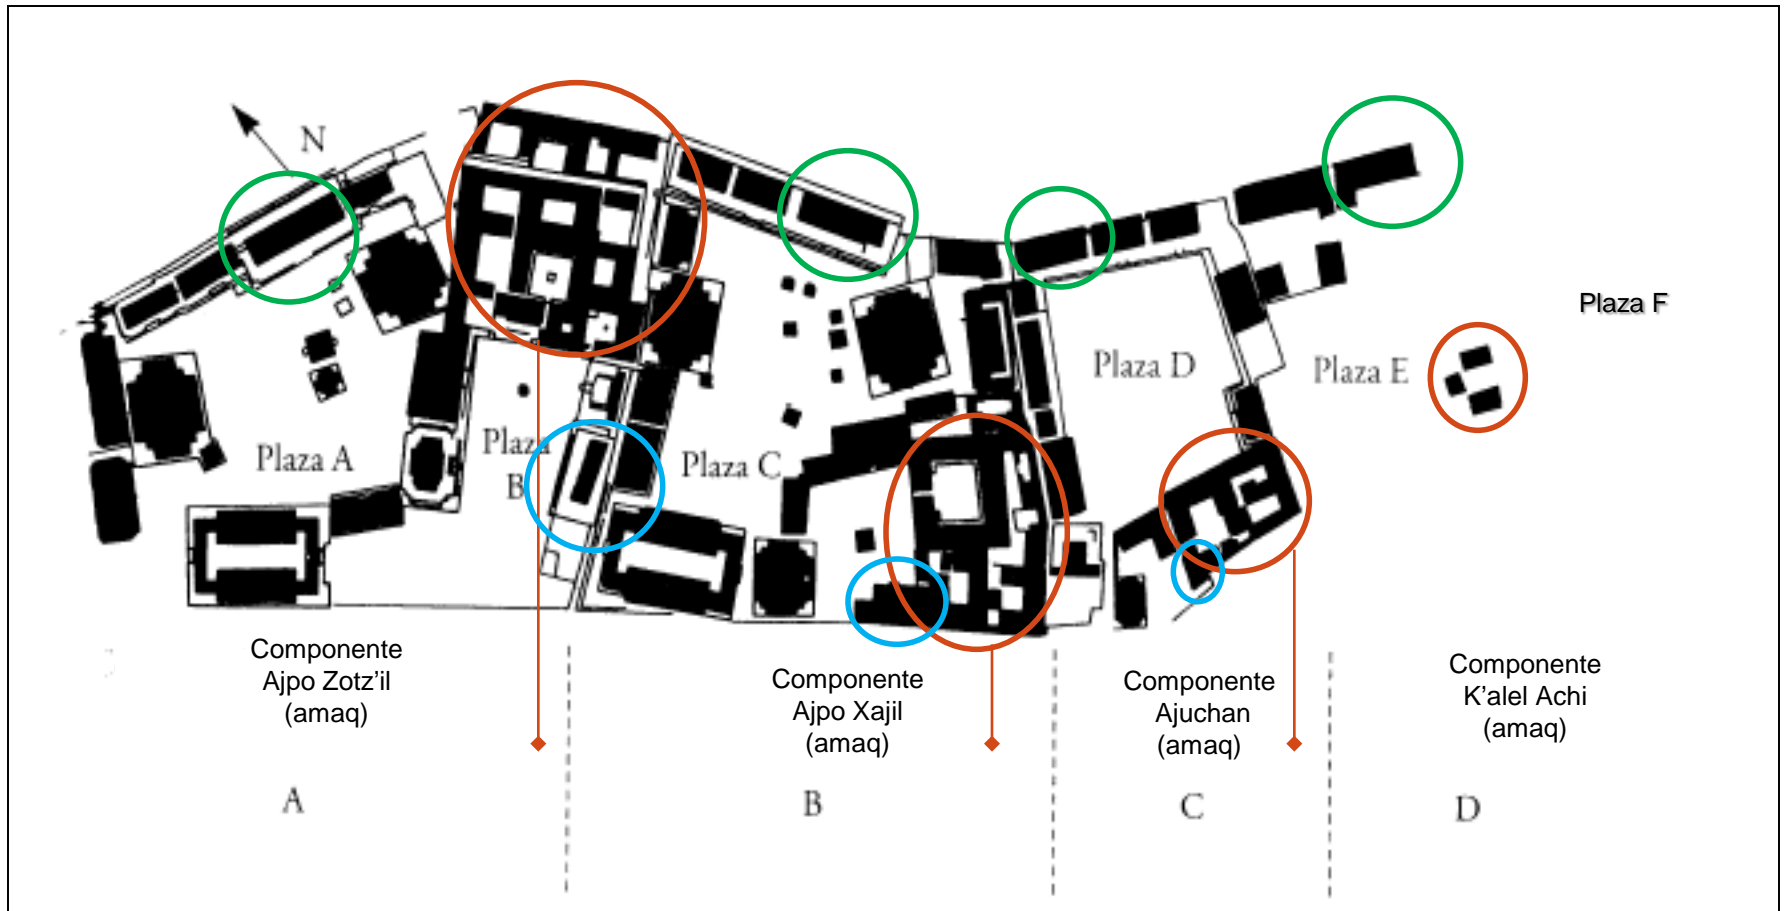 N
Plaza F
Plaza D
Plaza E
Plaza A
Plaza
B
Plaza C
Componente
Ajpo Zotz’il
(amaq)
Componente
Ajpo Xajil
(amaq)
Componente
Ajuchan
(amaq)
Componente
K’alel Achi
(amaq)
A
B
C
D